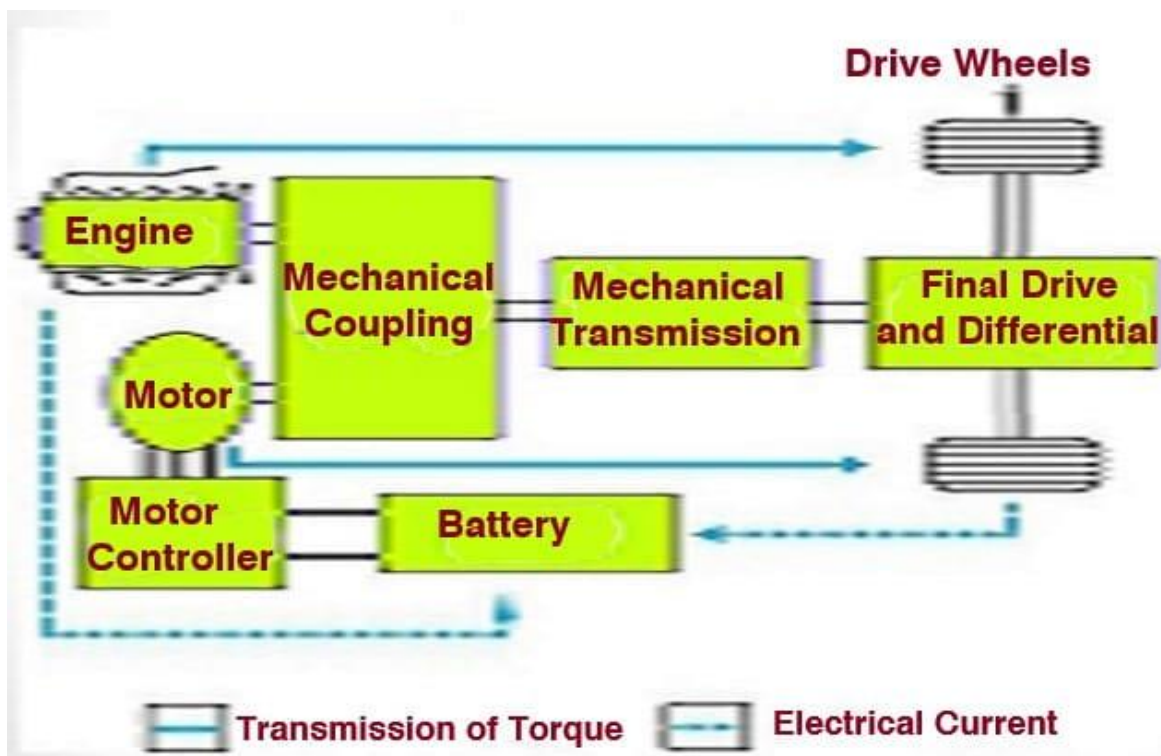 Drive Wheels
Engine
Mechanical
Coupling
Mechanical
Transmission
Final Drive
and Differential
Motor
Motor
Controller
Battery
Transmission of Torque
Electrical Current